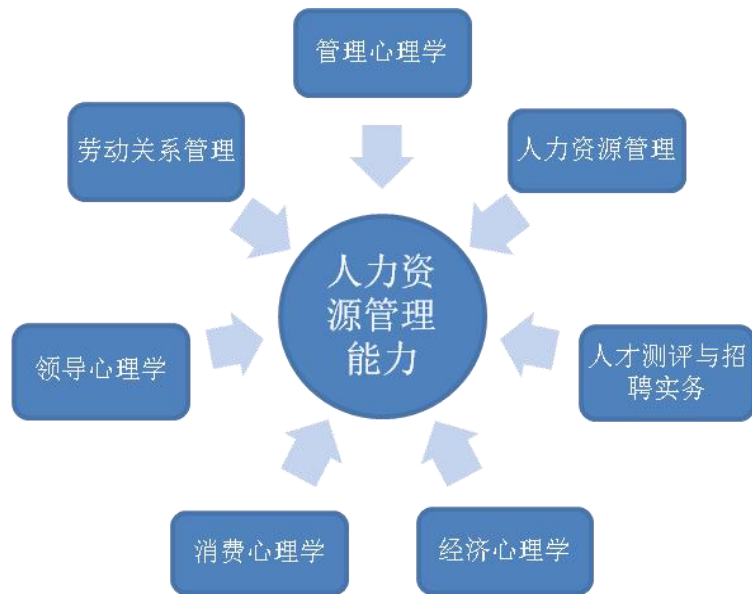 管理心理学
劳动关系管理
人力资源管理
人力资
源管理
能力
领导心理学
人才测评与招
聘实务
消费心理学
经济心理学